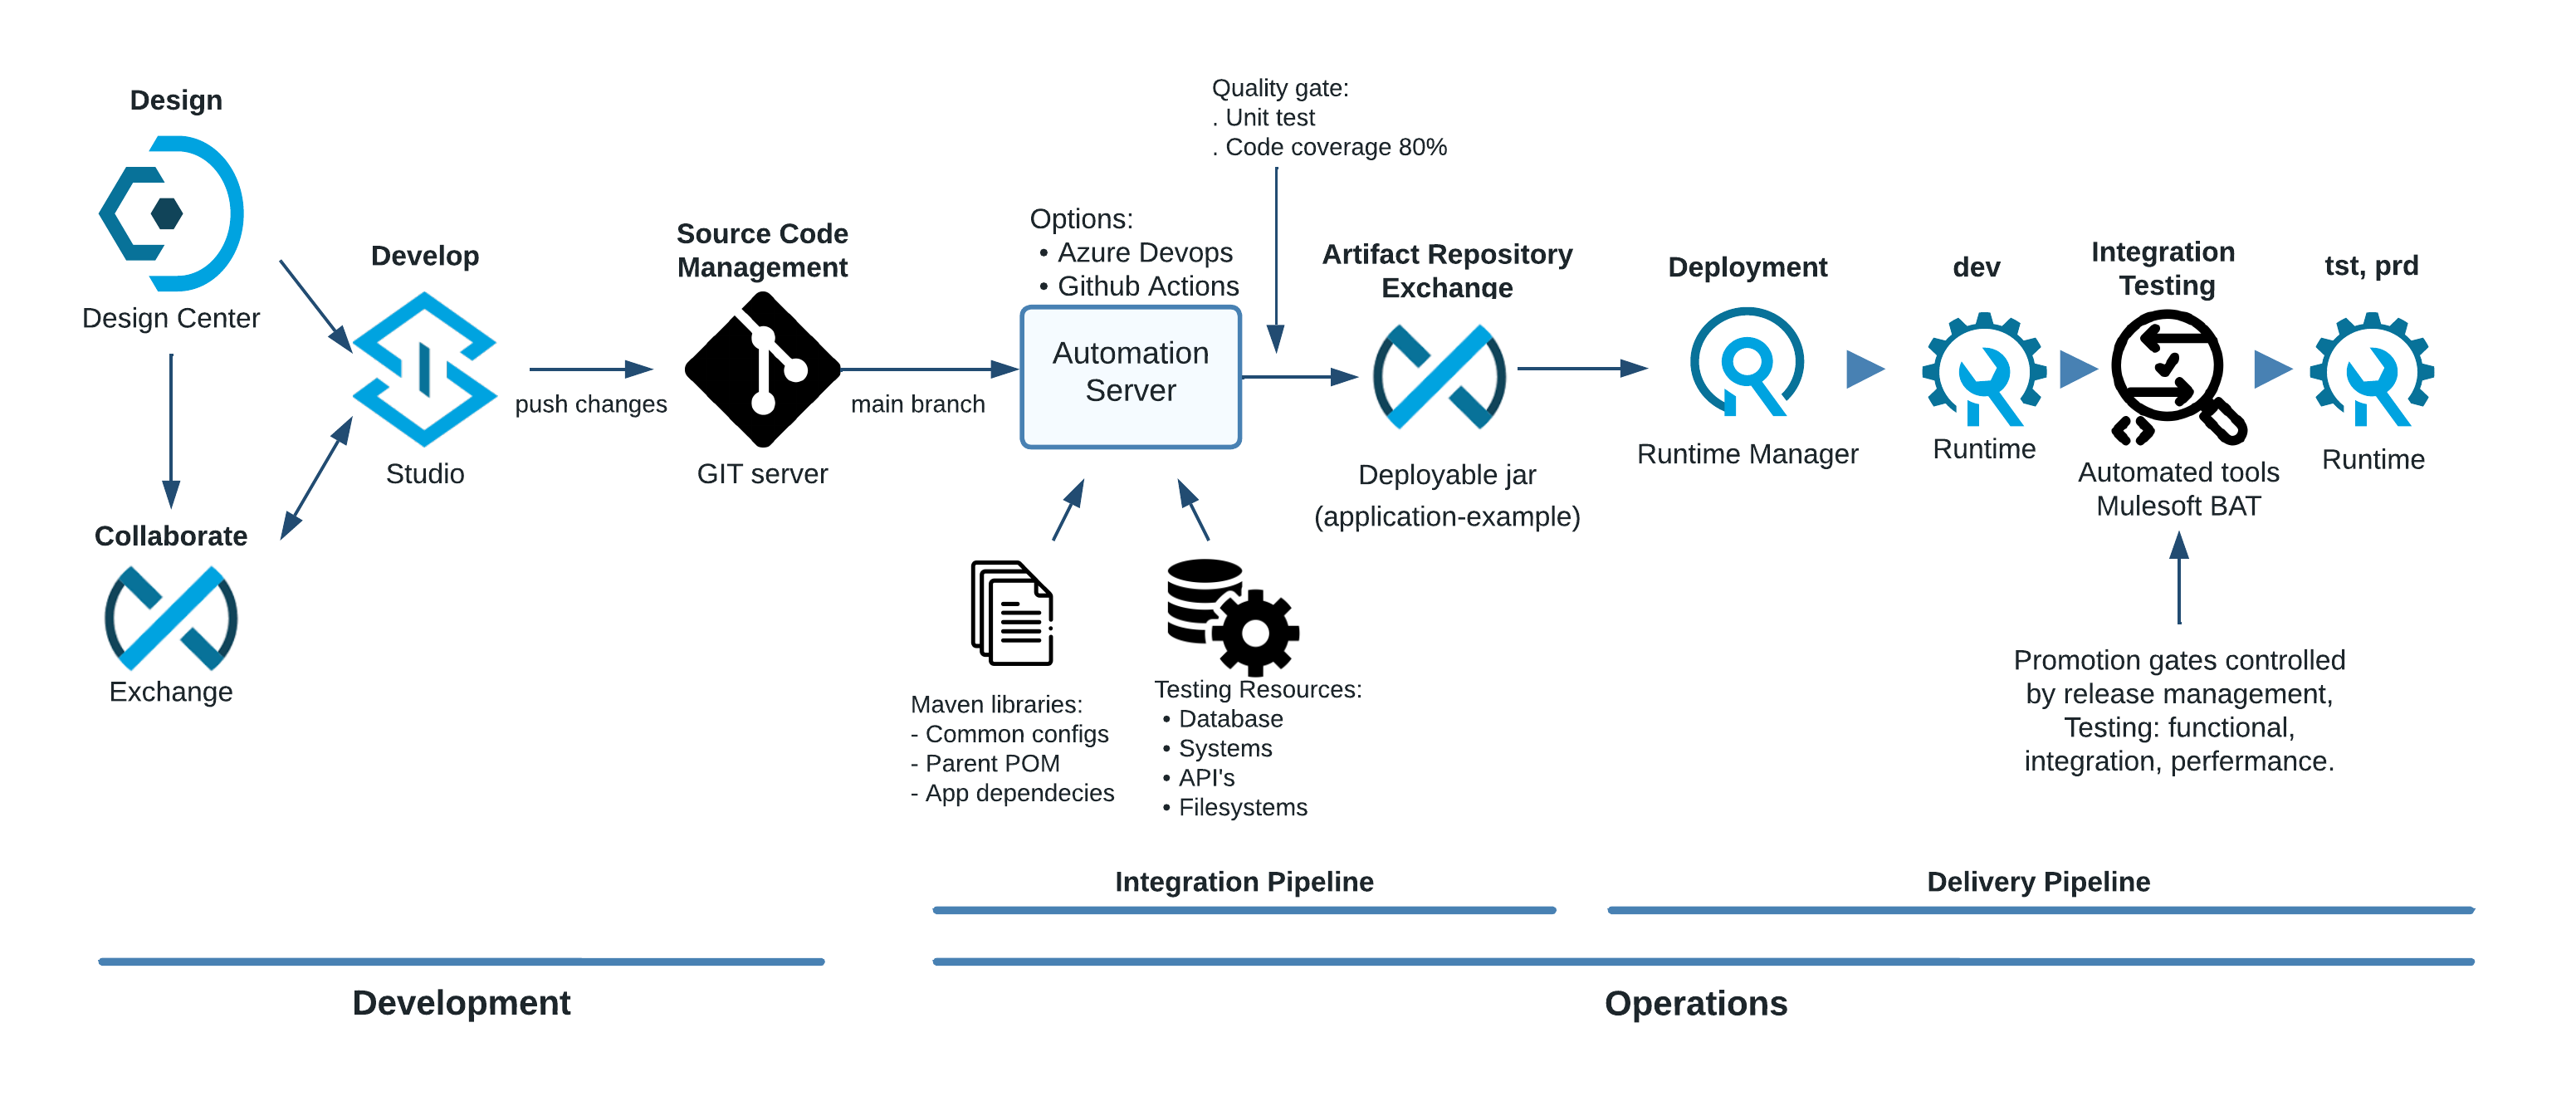 Design
Design Center
Collaborate
Exchange
Develop
Studio
push changes
Source Code
Management
GIT server
main branch
Options:
• Azure Devops
• Github Actions
Automation
Server
Quality gate:
. Unit test
. Code coverage 80%
Maven libraries:
- Common configs
- Parent POM
- App dependecies
Testing Resources:
• Database
• Systems
• API's
• Filesystems
Artifact Repository
Exchange
Deployable jar
(application-example)
Deployment
Runtime Manager
dev
Runtime
Integration
Testing
Automated tools
Mulesoft BAT
Promotion gates controlled
by release management,
Testing: functional,
integration, perfermance.
tst, prd
Runtime
Integration Pipeline
Delivery Pipeline
Development
Operations